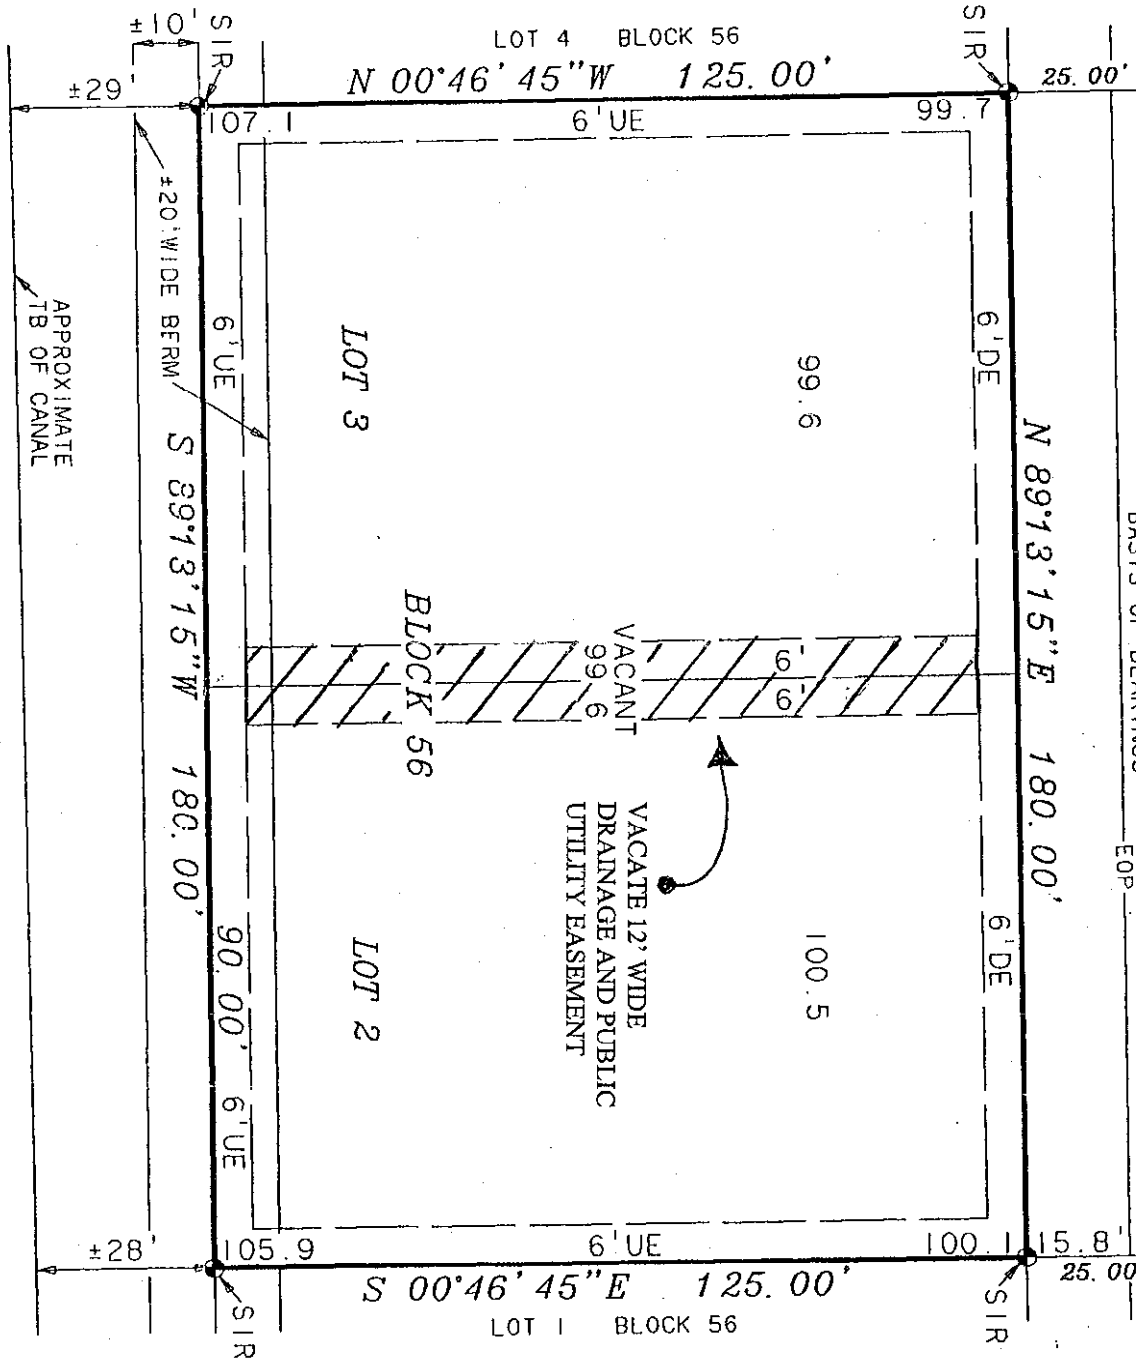 ±10'
SIR
LOT 4 BLOCK 56
SIR
N 00°46'45"W 125.00'
25.00'
±29'
107.1
6'UE
99.7
±20'WIDE BERM
APPROXIMATE
TB OF CANAL
6'UE
S 89°13'15"W 180.00'
LOT 3
99.6
6'DE
N 89°13'15"E 180.00'
OF
EOP
BLOCK 56
VACANT
99.6
6'
6'
VACATE 12' WIDE
DRAINAGE AND PUBLIC
UTILITY EASEMENT
LOT 2
100.5
6'DE
90.00'
6'UE
±28'
105.9
6'UE
100.1
15.8'
25.00
S 00°46'45"E 125.00'
SIR
LOT 1 BLOCK 56
SIR